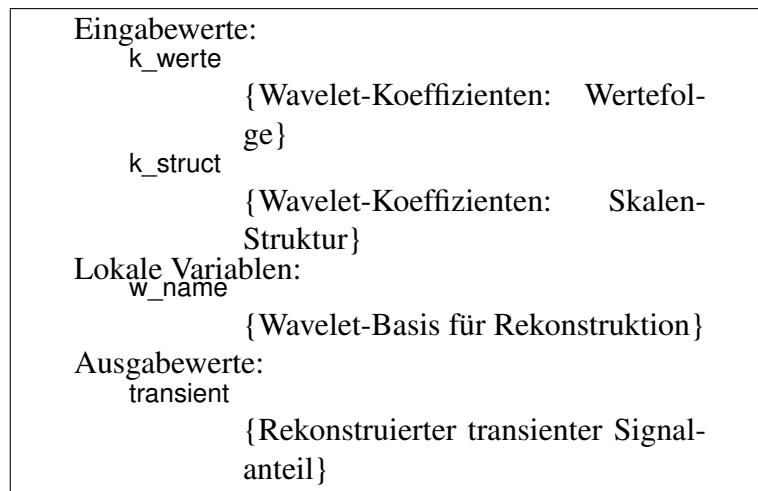 Eingabewerte:
k_werte
{Wavelet-Koeffizienten: Wertefol-
ge}
k_struct
{Wavelet-Koeffizienten: Skalen-
Struktur}
Lokale Variablen:
w_name
{Wavelet-Basis für Rekonstruktion}
Ausgabewerte:
transient
{Rekonstruierter transienter Signal-
anteil}